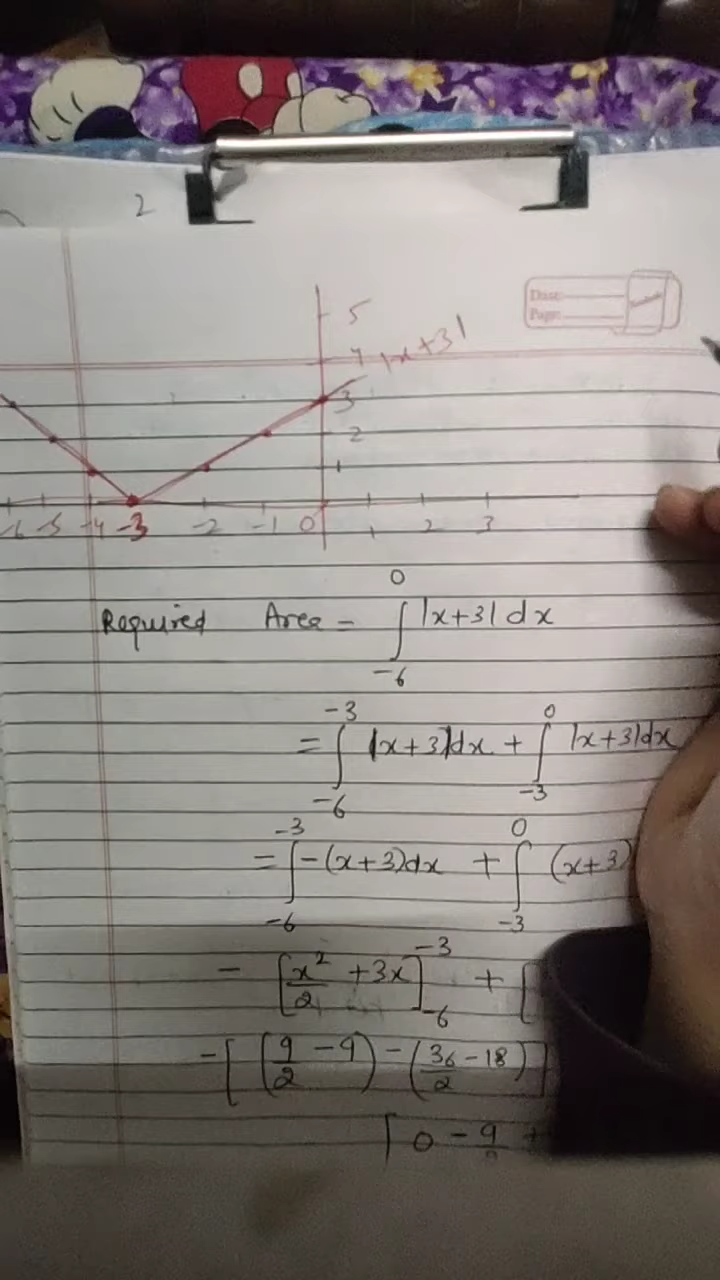 2
Date:
Page:
5
4 |x+3|
3
2
1
-6 -5 -4 -3 -2 -1 0 1 2 3
Required Area = ∫_{-6}^{0} |x+3| dx
= ∫_{-6}^{-3} |x+3|dx + ∫_{-3}^{0} |x+3|dx
= ∫_{-6}^{-3} -(x+3)dx + ∫_{-3}^{0} (x+3)
- [x²/2 + 3x]_{-6}^{-3} + [
-[ (9/2 - 9) - (36/2 - 18) ]
[ 0 - 9